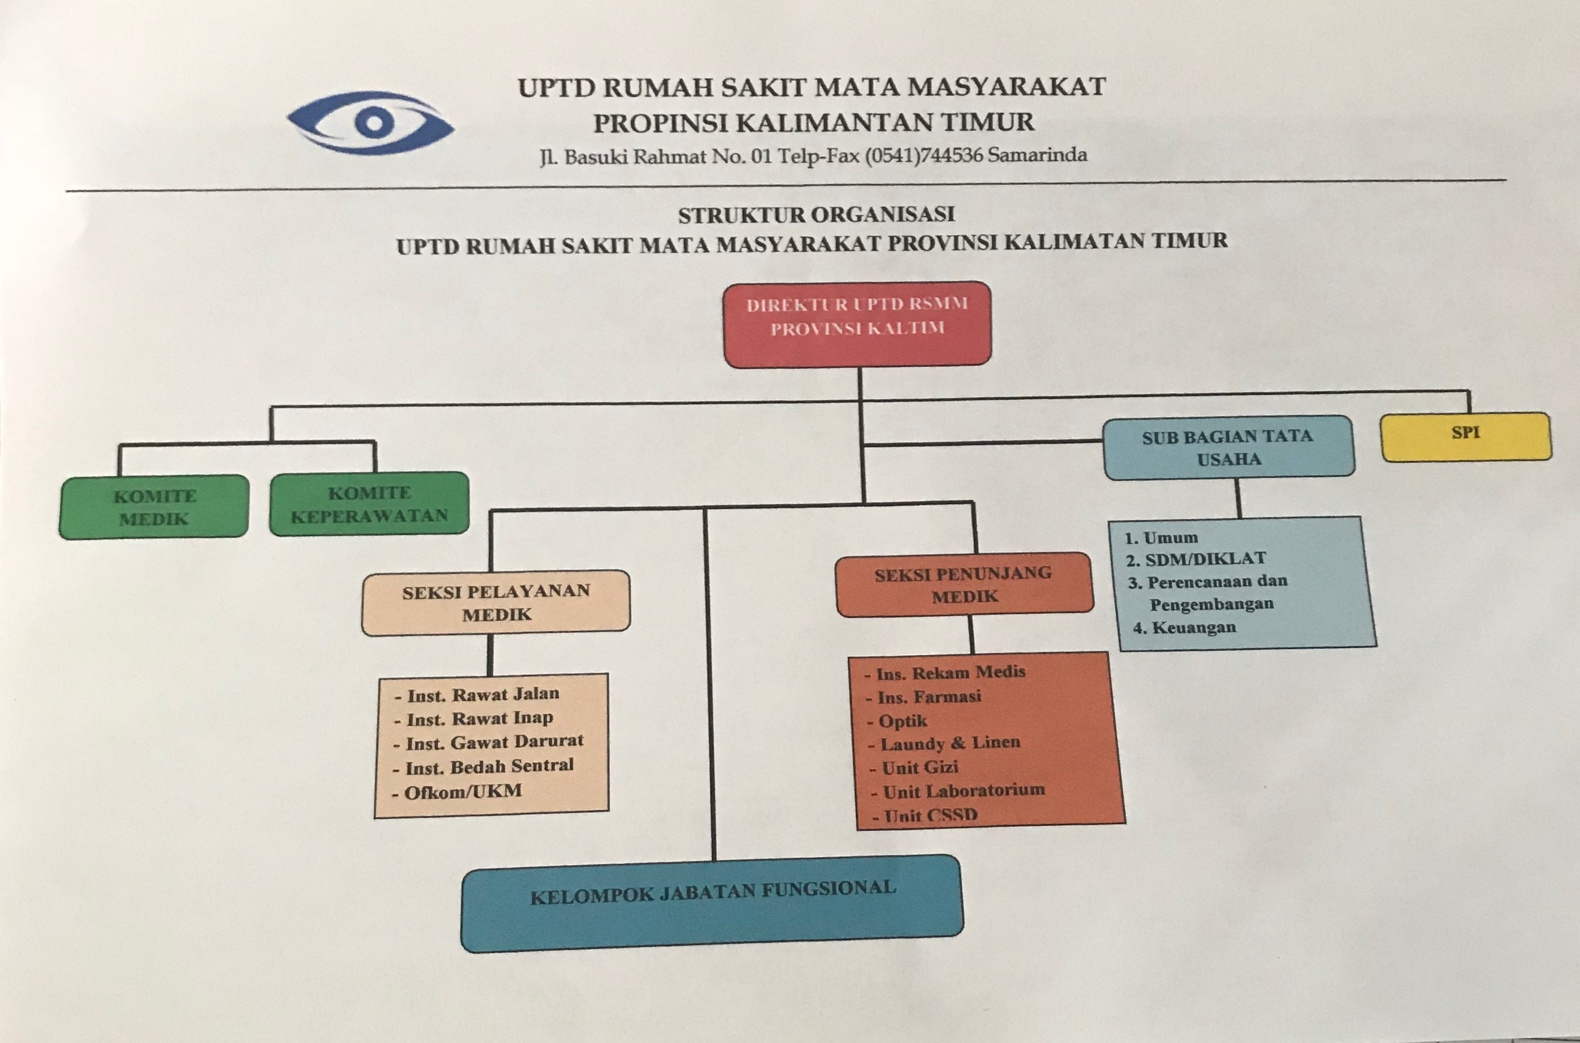 UPTD RUMAH SAKIT MATA MASYARAKAT
PROPINSI KALIMANTAN TIMUR
Jl. Basuki Rahmat No. 01 Telp-Fax (0541)744536 Samarinda
STRUKTUR ORGANISASI
UPTD RUMAH SAKIT MATA MASYARAKAT PROVINSI KALIMATAN TIMUR
DIREKTUR UPTD RSMM
PROVINSI KALTIM
KOMITE
MEDIK
KOMITE
KEPERAWATAN
SUB BAGIAN TATA
USAHA
SPI
1. Umum
2. SDM/DIKLAT
3. Perencanaan dan
Pengembangan
4. Keuangan
SEKSI PELAYANAN
MEDIK
- Inst. Rawat Jalan
- Inst. Rawat Inap
- Inst. Gawat Darurat
- Inst. Bedah Sentral
- Ofkom/UKM
SEKSI PENUNJANG
MEDIK
- Ins. Rekam Medis
- Ins. Farmasi
- Optik
- Laundy & Linen
- Unit Gizi
- Unit Laboratorium
- Unit CSSD
KELOMPOK JABATAN FUNGSIONAL